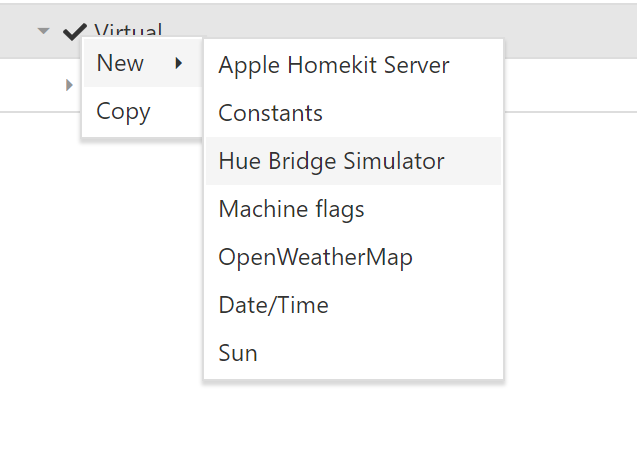 Virtual
New
Copy
Apple Homekit Server
Constants
Hue Bridge Simulator
Machine flags
OpenWeatherMap
Date/Time
Sun